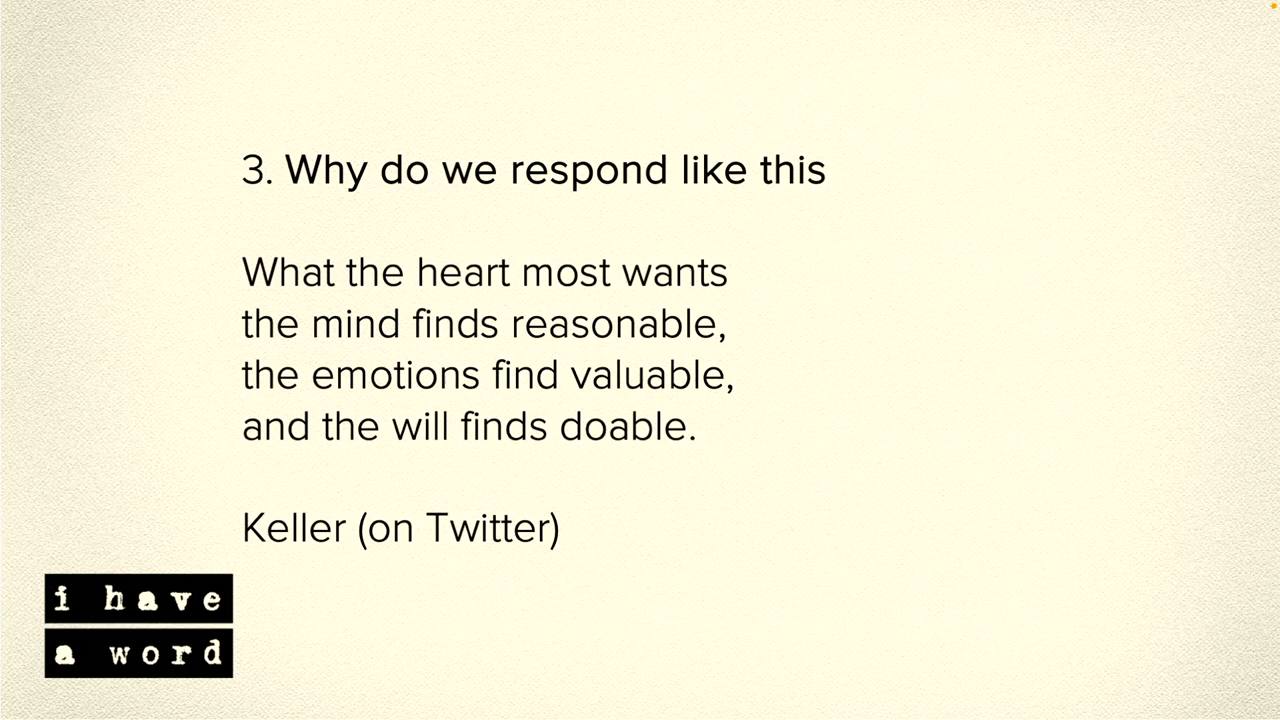 3. Why do we respond like this
What the heart most wants
the mind finds reasonable,
the emotions find valuable,
and the will finds doable.
Keller (on Twitter)
i have
a word